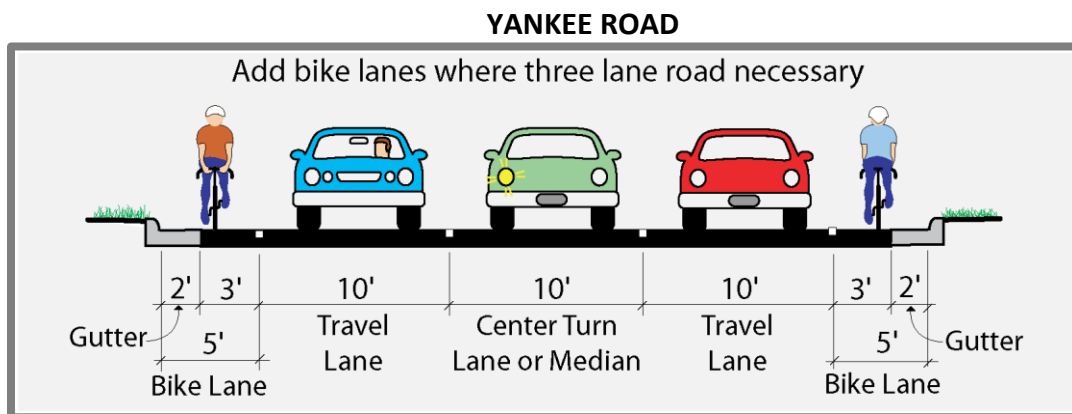 YANKEE ROAD
Add bike lanes where three lane road necessary
2' 3' 10' 10' 10' 3' 2'
Gutter Travel Center Turn Travel Gutter
5' Lane Lane or Median Lane 5'
Bike Lane Bike Lane